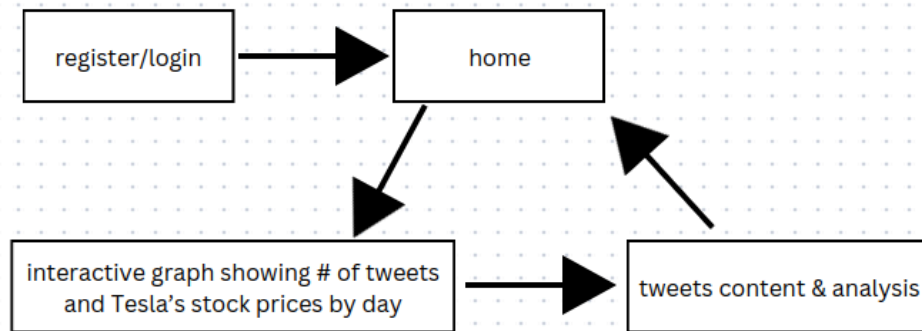 register/login
home
interactive graph showing # of tweets
and Tesla's stock prices by day
tweets content & analysis